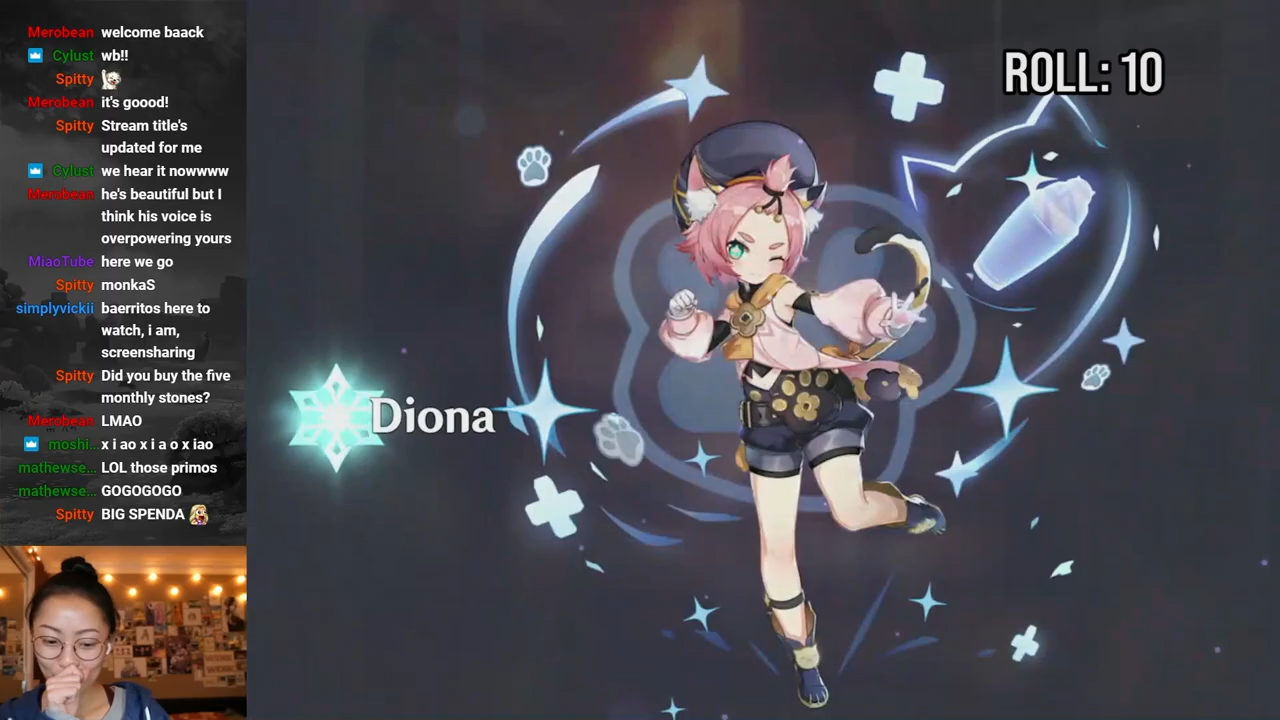 Merobean welcome baack
Cylust wb!!
Spitty
Merobean it's goood!
Spitty Stream title's
updated for me
Cylust we hear it nowwww
Merobean he's beautiful but I
think his voice is
overpowering yours
MiaoTube here we go
Spitty monkaS
simplyvickii baerritos here to
watch, i am,
screensharing
Spitty Did you buy the five
monthly stones?
Merobean LMAO
moshi... x i ao x i a o x iao
mathewse... LOL those primos
mathewse... GOGOGOGO
Spitty BIG SPENDA
ROLL: 10
Diona